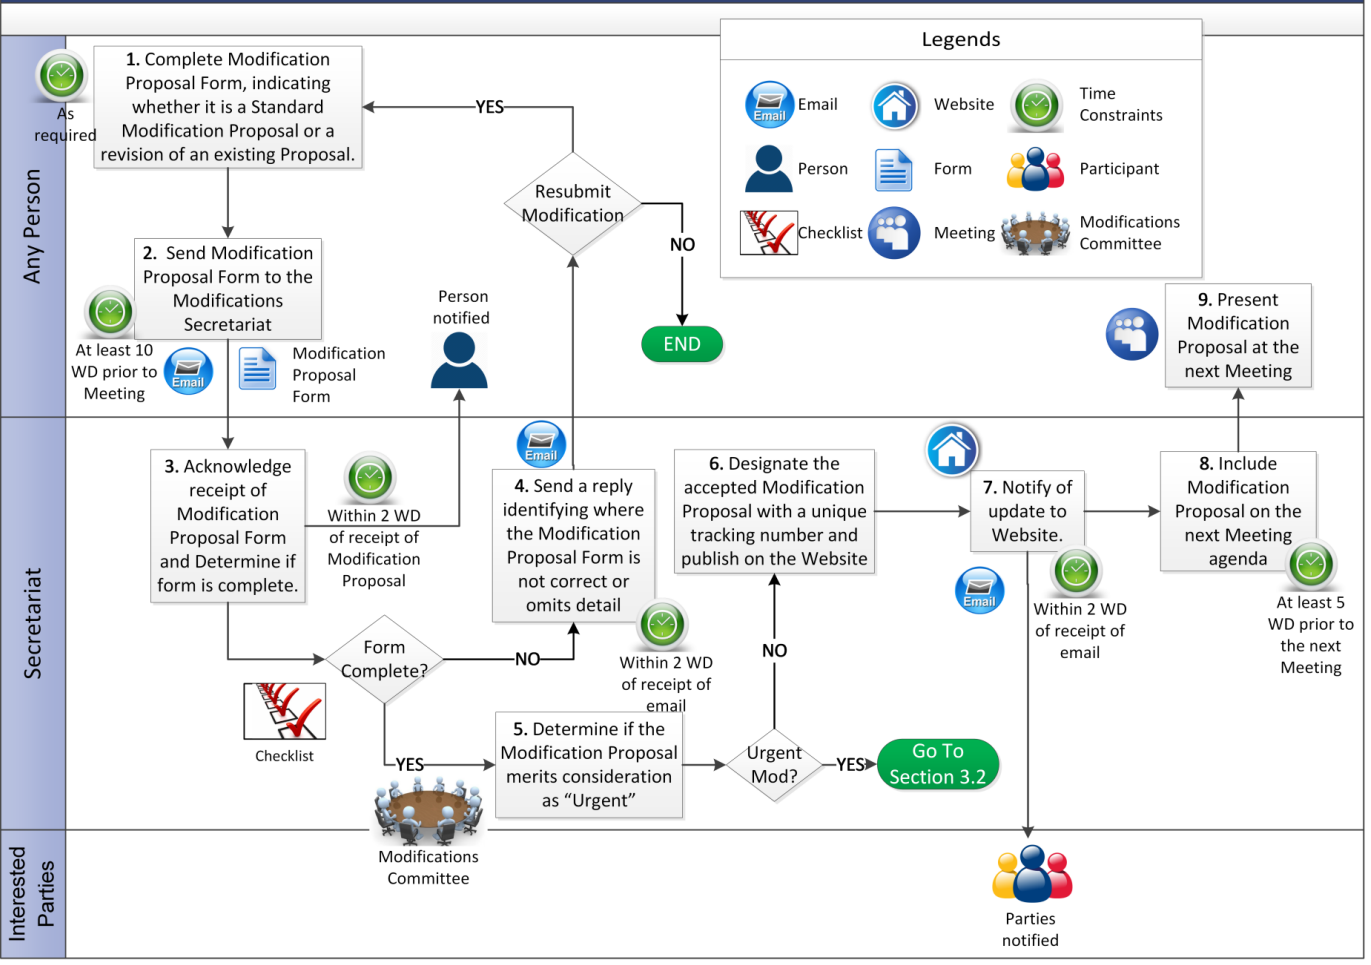 Legends
Email
Website
Time
Constraints
Person
Form
Participant
Checklist
Meeting
Modifications
Committee
Any Person
As
required
1. Complete Modification
Proposal Form, indicating
whether it is a Standard
Modification Proposal or a
revision of an existing Proposal.
YES
Resubmit
Modification
NO
END
2. Send Modification
Proposal Form to the
Modifications
Secretariat
At least 10
WD prior to
Meeting
Email
Modification
Proposal
Form
Person
notified
9. Present
Modification
Proposal at the
next Meeting
Secretariat
3. Acknowledge
receipt of
Modification
Proposal Form
and Determine if
form is complete.
Within 2 WD
of receipt of
Modification
Proposal
Email
4. Send a reply
identifying where
the Modification
Proposal Form is
not correct or
omits detail
Within 2 WD
of receipt of
email
6. Designate the
accepted Modification
Proposal with a unique
tracking number and
publish on the Website
7. Notify of
update to
Website.
Email
Within 2 WD
of receipt of
email
8. Include
Modification
Proposal on the
next Meeting
agenda
At least 5
WD prior to
the next
Meeting
Form
Complete?
NO
Checklist
YES
5. Determine if the
Modification Proposal
merits consideration
as “Urgent”
Urgent
Mod?
NO
YES
Go To
Section 3.2
Modifications
Committee
Interested
Parties
Parties
notified
Email